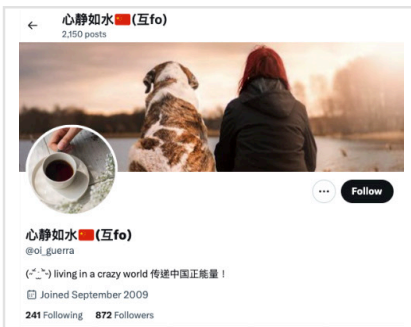 心静如水🇨🇳(互fo)
2,150 posts
Follow
心静如水🇨🇳(互fo)
@oi_guerra
(-ˇ_ˇ-) living in a crazy world 传递中国正能量！
Joined September 2009
241 Following 872 Followers